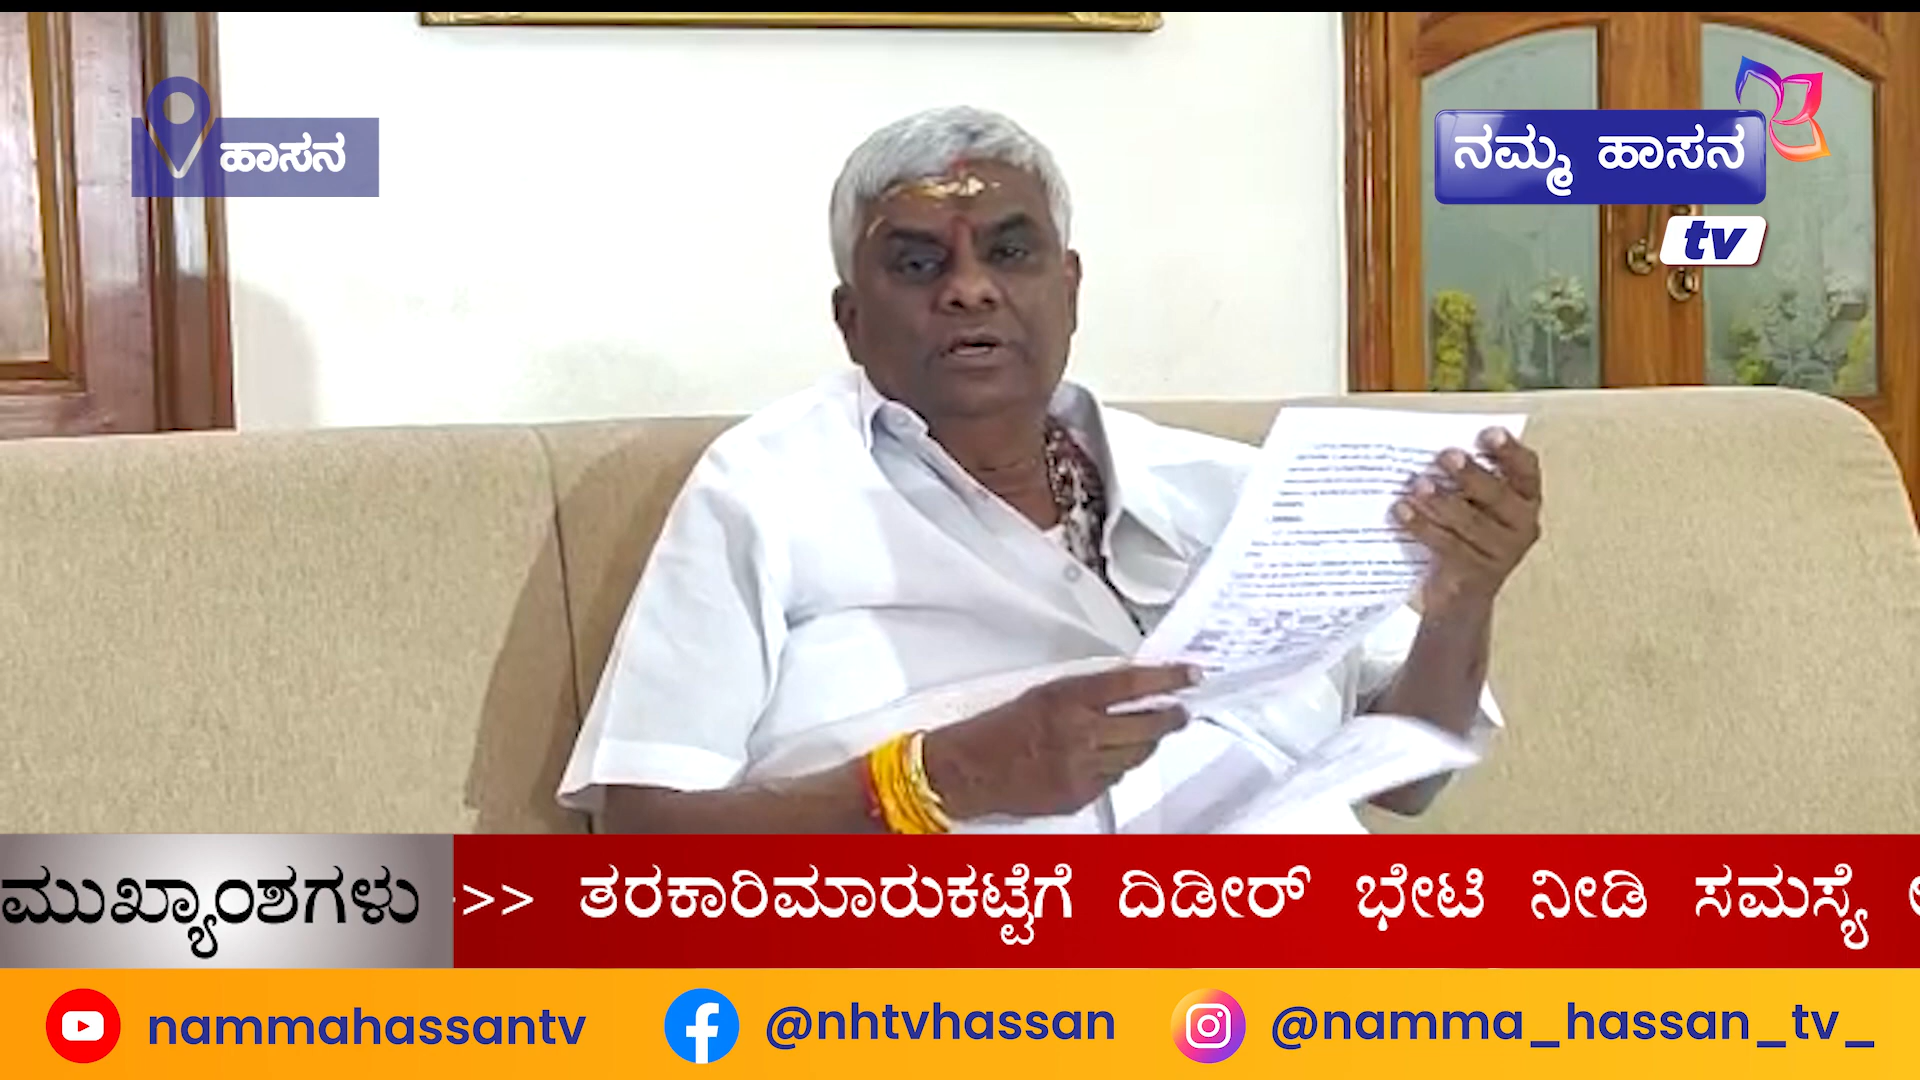 ಹಾಸನ
ನಮ್ಮ ಹಾಸನ
tv
ಮುಖ್ಯಾಂಶಗಳು >> ತರಕಾರಿಮಾರುಕಟ್ಟೆಗೆ ದಿಡೀರ್ ಭೇಟಿ ನೀಡಿ ಸಮಸ್ಯೆ
nammahassantv @nhtvhassan @namma_hassan_tv_